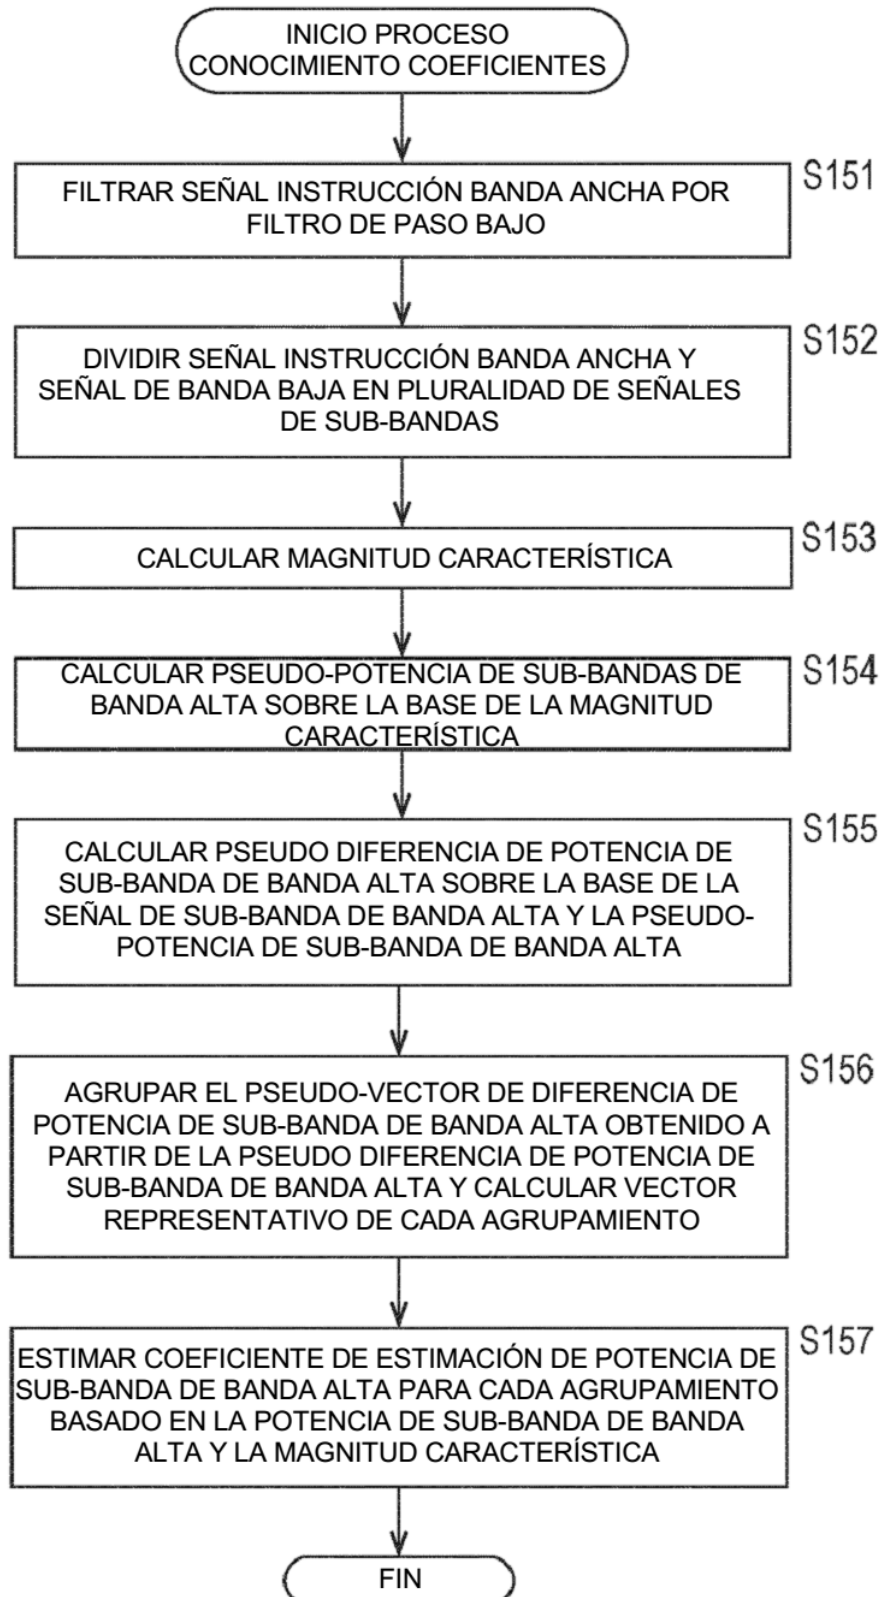 INICIO PROCESO
CONOCIMIENTO COEFICIENTES
S151
FILTRAR SEÑAL INSTRUCCIÓN BANDA ANCHA POR
FILTRO DE PASO BAJO
S152
DIVIDIR SEÑAL INSTRUCCIÓN BANDA ANCHA Y
SEÑAL DE BANDA BAJA EN PLURALIDAD DE SEÑALES
DE SUB-BANDAS
S153
CALCULAR MAGNITUD CARACTERÍSTICA
S154
CALCULAR PSEUDO-POTENCIA DE SUB-BANDAS DE
BANDA ALTA SOBRE LA BASE DE LA MAGNITUD
CARACTERÍSTICA
S155
CALCULAR PSEUDO DIFERENCIA DE POTENCIA DE
SUB-BANDA DE BANDA ALTA SOBRE LA BASE DE LA
SEÑAL DE SUB-BANDA DE BANDA ALTA Y LA PSEUDO-
POTENCIA DE SUB-BANDA DE BANDA ALTA
S156
AGRUPAR EL PSEUDO-VECTOR DE DIFERENCIA DE
POTENCIA DE SUB-BANDA DE BANDA ALTA OBTENIDO A
PARTIR DE LA PSEUDO DIFERENCIA DE POTENCIA DE
SUB-BANDA DE BANDA ALTA Y CALCULAR VECTOR
REPRESENTATIVO DE CADA AGRUPAMIENTO
S157
ESTIMAR COEFICIENTE DE ESTIMACIÓN DE POTENCIA DE
SUB-BANDA DE BANDA ALTA PARA CADA AGRUPAMIENTO
BASADO EN LA POTENCIA DE SUB-BANDA DE BANDA
ALTA Y LA MAGNITUD CARACTERÍSTICA
FIN